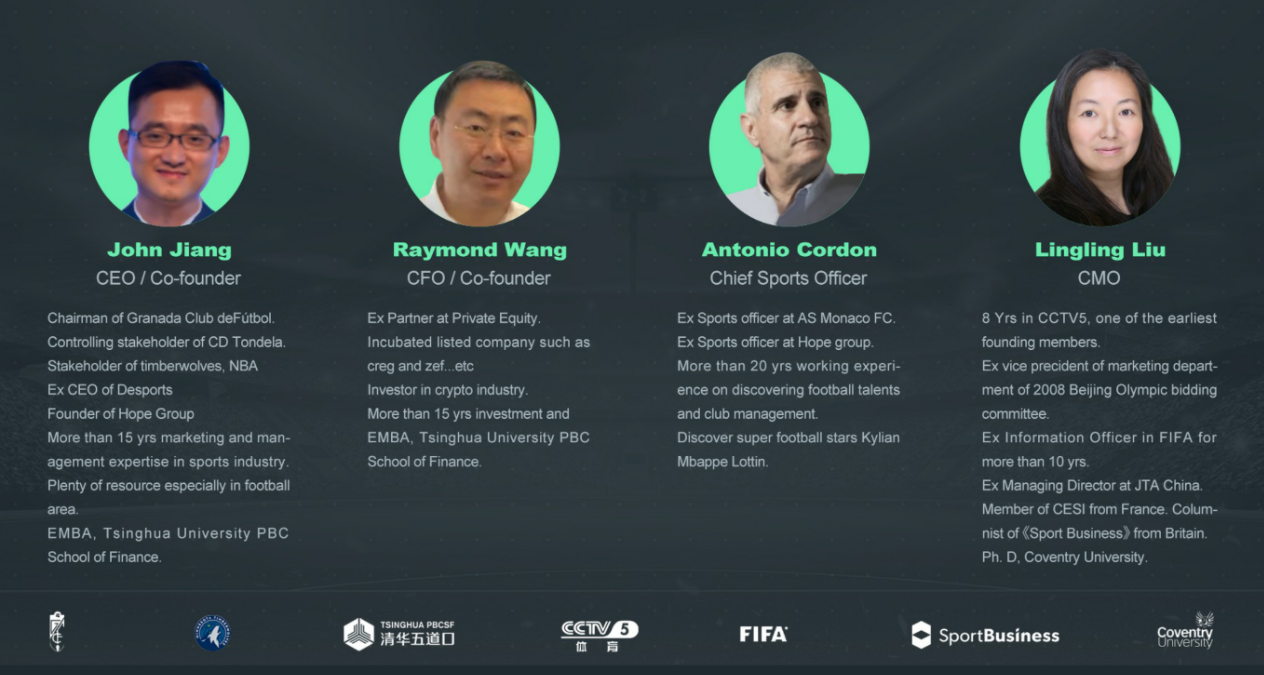 John Jiang
CEO / Co-founder
Chairman of Granada Club deFútbol.
Controlling stakeholder of CD Tondela.
Stakeholder of timberwolves, NBA
Ex CEO of Desports
Founder of Hope Group
More than 15 yrs marketing and man-
agement expertise in sports industry.
Plenty of resource especially in football
area.
EMBA, Tsinghua University PBC
School of Finance.
Raymond Wang
CFO / Co-founder
Ex Partner at Private Equity.
Incubated listed company such as
creg and zef...etc
Investor in crypto industry.
More than 15 yrs investment and
EMBA, Tsinghua University PBC
School of Finance.
Antonio Cordon
Chief Sports Officer
Ex Sports officer at AS Monaco FC.
Ex Sports officer at Hope group.
More than 20 yrs working experi-
ence on discovering football talents
and club management.
Discover super football stars Kylian
Mbappe Lottin.
Lingling Liu
CMO
8 Yrs in CCTV5, one of the earliest
founding members.
Ex vice precident of marketing depart-
ment of 2008 Beijing Olympic bidding
committee.
Ex Information Officer in FIFA for
more than 10 yrs.
Ex Managing Director at JTA China.
Member of CESI from France. Colum-
nist of《Sport Business》from Britain.
Ph. D, Coventry University.
MINNESOTA TIMBERWOLVES
TSINGHUA PBCSF
清华五道口
CCTV 5
体育
FIFA
SportBusiness
Coventry
University